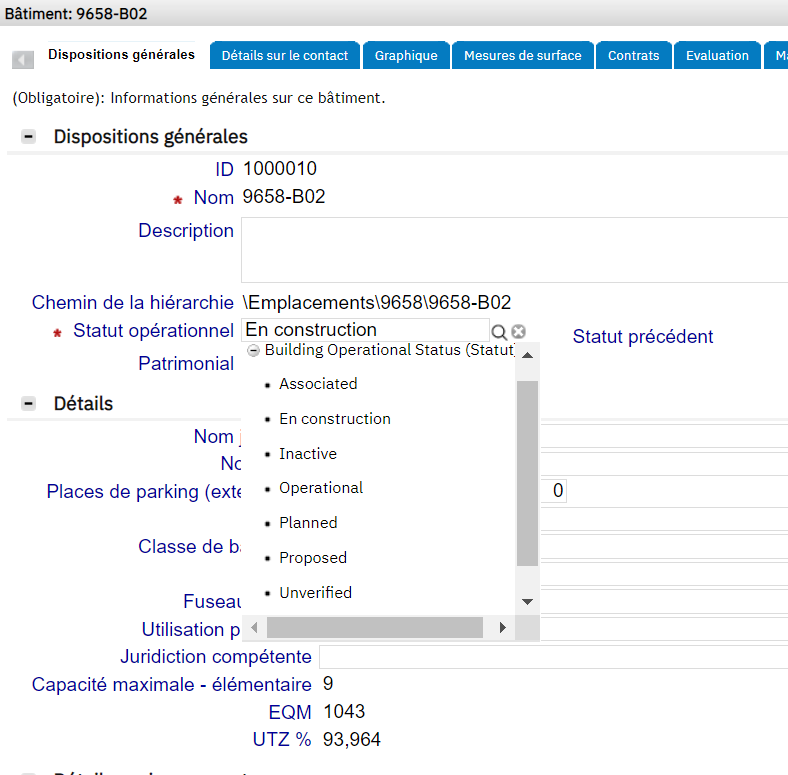 Bâtiment: 9658-B02
Dispositions générales Détails sur le contact Graphique Mesures de surface Contrats Evaluation
(Obligatoire): Informations générales sur ce bâtiment.
Dispositions générales
ID 1000010
* Nom 9658-B02
Description
Chemin de la hiérarchie \Emplacements\9658\9658-B02
* Statut opérationnel En construction Statut précédent
Building Operational Status (Statut
Patrimonial
• Associated
Détails
• En construction
Nom
• Inactive
Places de parking (exte 0
• Operational
• Planned
Classe de
• Proposed
• Unverified
Fuseau
Utilisation p
Juridiction compétente
Capacité maximale - élémentaire 9
EQM 1043
UTZ % 93,964